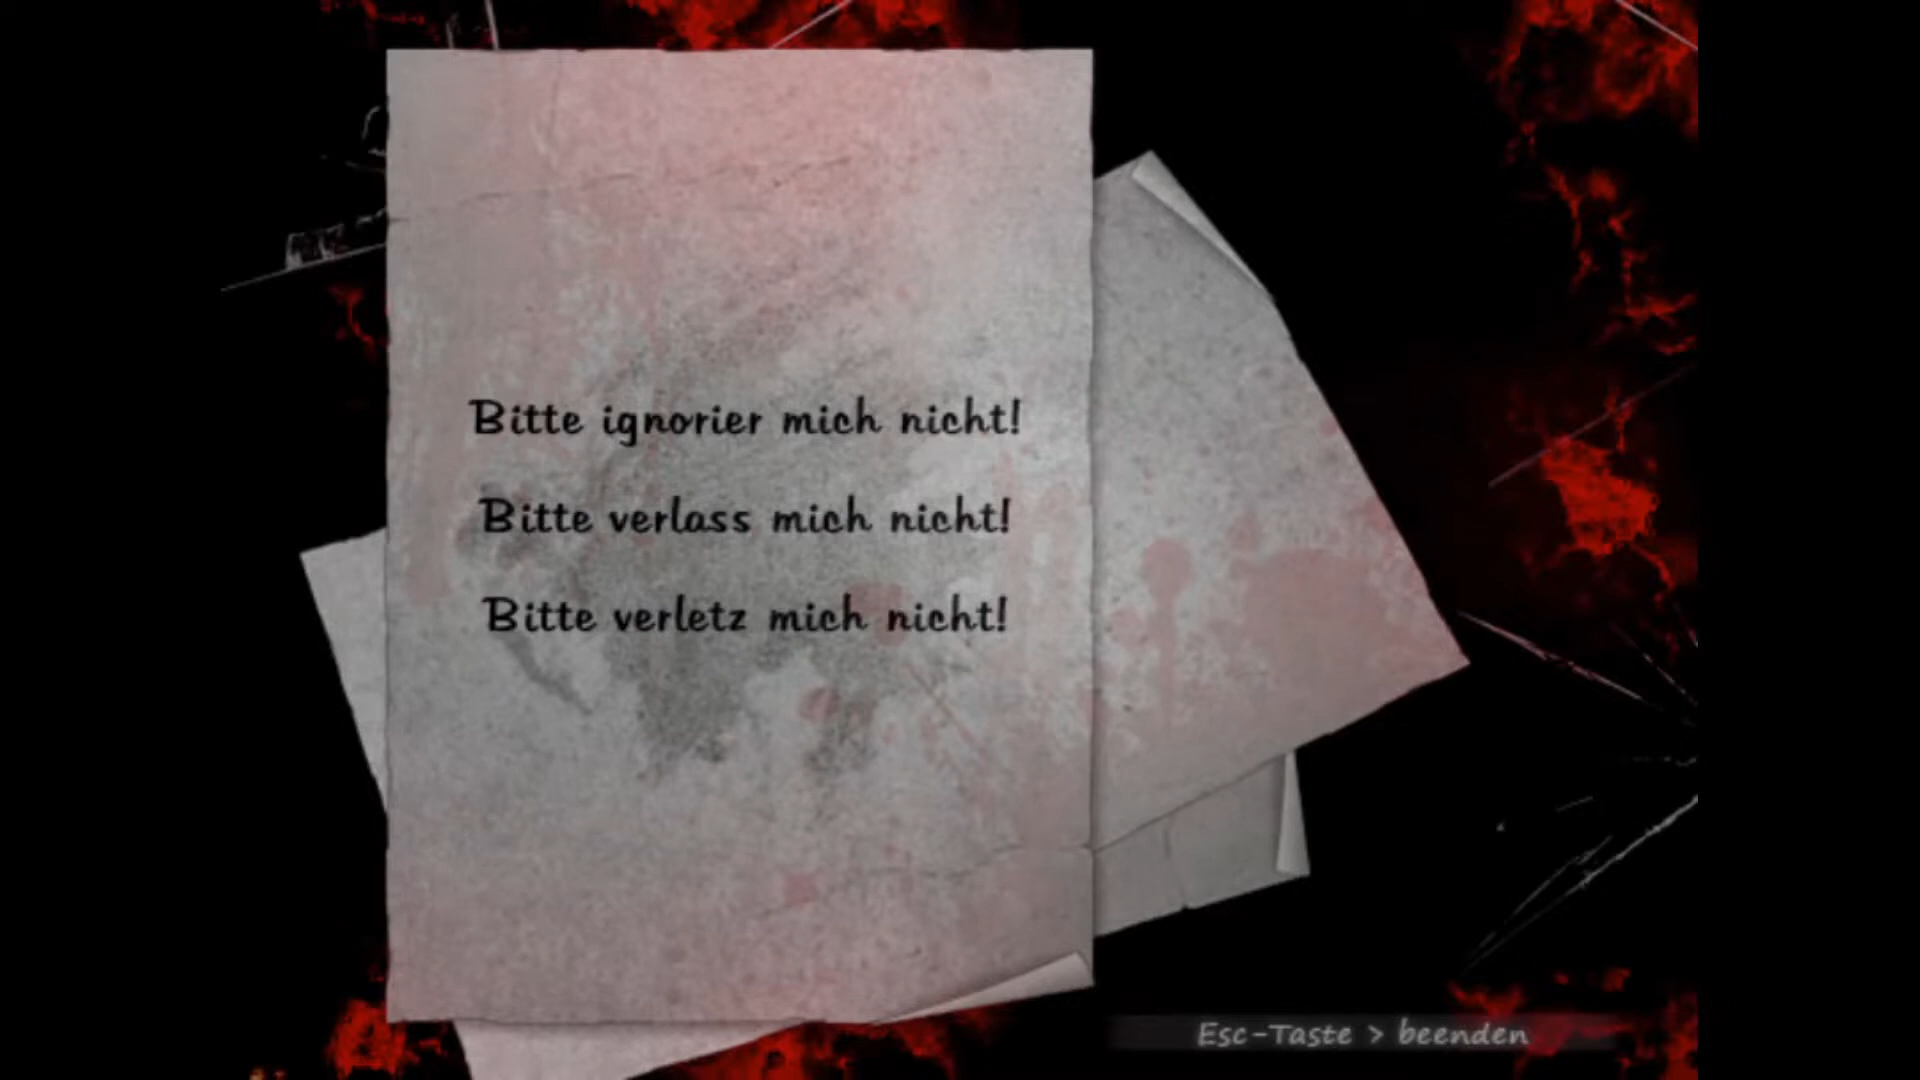 Bitte ignorier mich nicht!
Bitte verlass mich nicht!
Bitte verletz mich nicht!
Esc-Taste > beenden